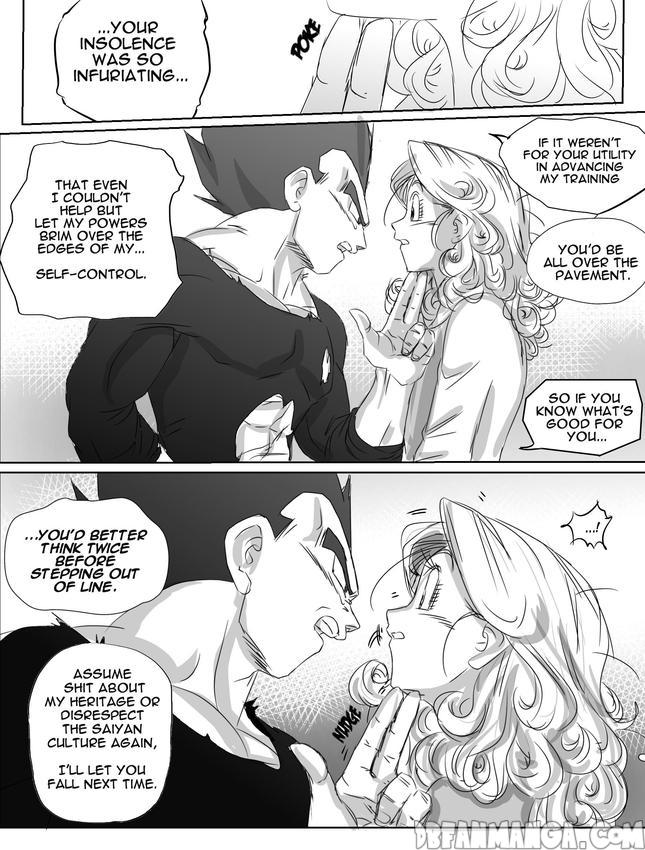 ...YOUR
INSOLENCE
WAS SO
INFURIATING...
POKE
THAT EVEN
I COULDN'T
HELP BUT
LET MY POWERS
BRIM OVER THE
EDGES OF MY...
SELF-CONTROL.
IF IT WEREN'T
FOR YOUR UTILITY
IN ADVANCING
MY TRAINING
YOU'D BE
ALL OVER THE
PAVEMENT.
SO IF YOU
KNOW WHAT'S
GOOD FOR
YOU...
...YOU'D BETTER
THINK TWICE
BEFORE
STEPPING OUT
OF LINE.
...!
ASSUME
SHIT ABOUT
MY HERITAGE OR
DISRESPECT
THE SAIYAN
CULTURE AGAIN,
I'LL LET YOU
FALL NEXT TIME.
NUDGE
DBFANMANGA.COM